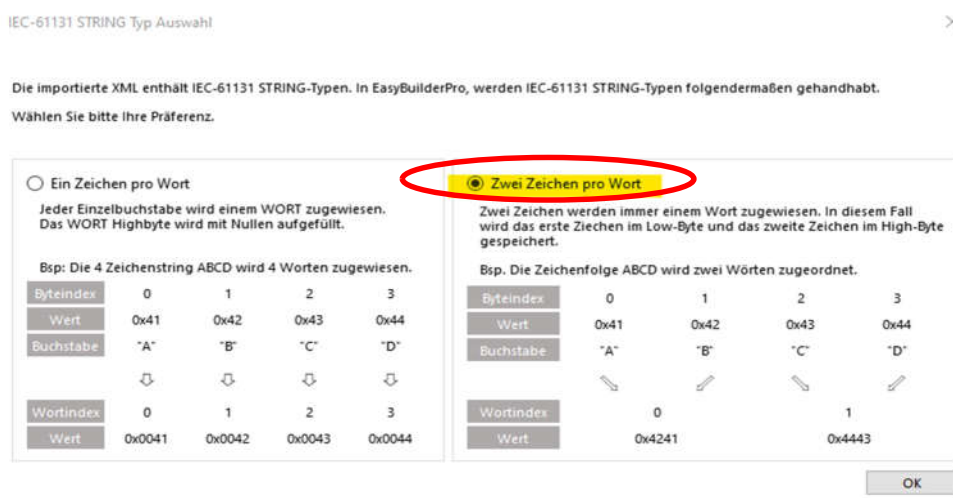 IEC-61131 STRING Typ Auswahl
Die importierte XML enthält IEC-61131 STRING-Typen. In EasyBuilderPro, werden IEC-61131 STRING-Typen folgendermaßen gehandhabt.
Wählen Sie bitte Ihre Präferenz.
Ein Zeichen pro Wort
Jeder Einzelbuchstabe wird einem WORT zugewiesen.
Das WORT Highbyte wird mit Nullen aufgefüllt.
Bsp: Die 4 Zeichenstring ABCD wird 4 Worten zugewiesen.
Byteindex 0 1 2 3
Wert 0x41 0x42 0x43 0x44
Buchstabe "A" "B" "C" "D"
Wortindex 0 1 2 3
Wert 0x0041 0x0042 0x0043 0x0044
Zwei Zeichen pro Wort
Zwei Zeichen werden immer einem Wort zugewiesen. In diesem Fall
wird das erste Ziechen im Low-Byte und das zweite Zeichen im High-Byte
gespeichert.
Bsp. Die Zeichenfolge ABCD wird zwei Wörten zugeordnet.
Byteindex 0 1 2 3
Wert 0x41 0x42 0x43 0x44
Buchstabe "A" "B" "C" "D"
Wortindex 0 1
Wert 0x4241 0x4443
OK